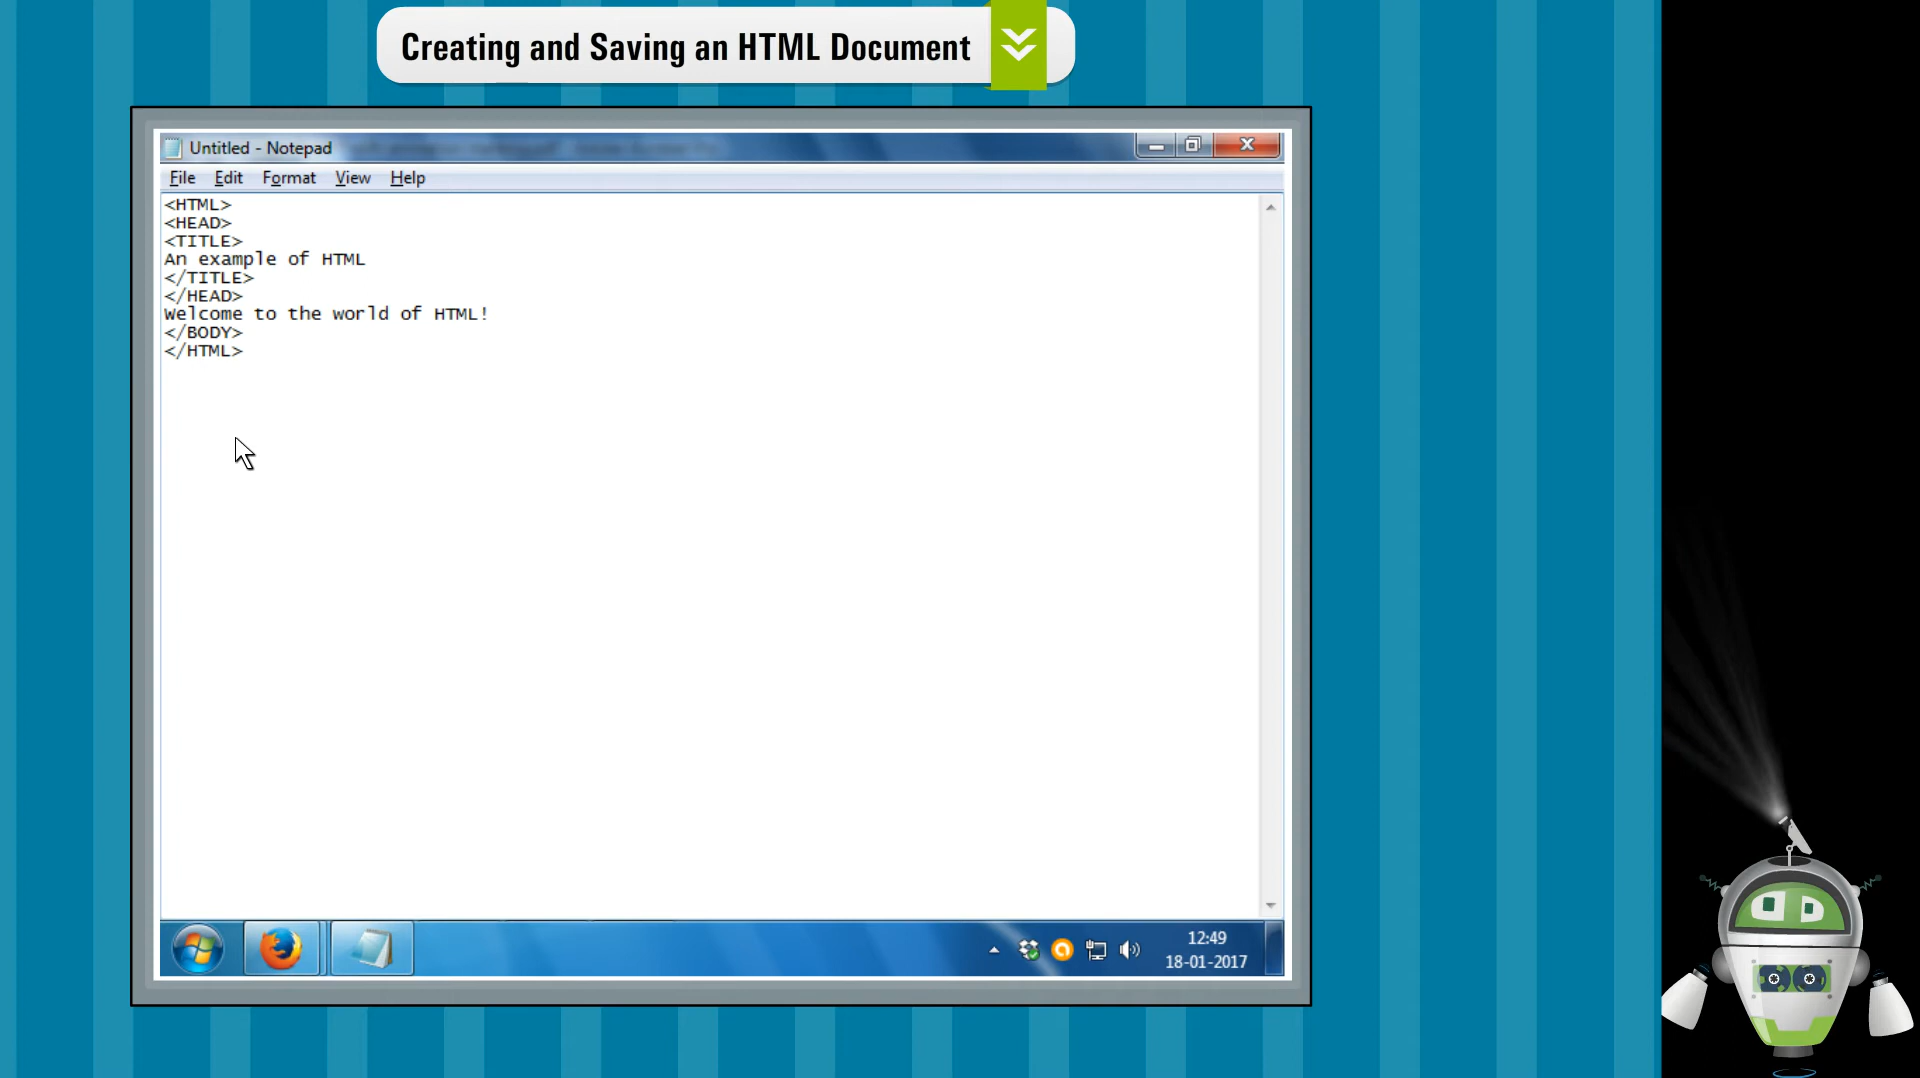 Creating and Saving an HTML Document
Untitled - Notepad
File Edit Format View Help
<HTML>
<HEAD>
<TITLE>
An example of HTML
</TITLE>
</HEAD>
Welcome to the world of HTML!
</BODY>
</HTML>
12:49
18-01-2017